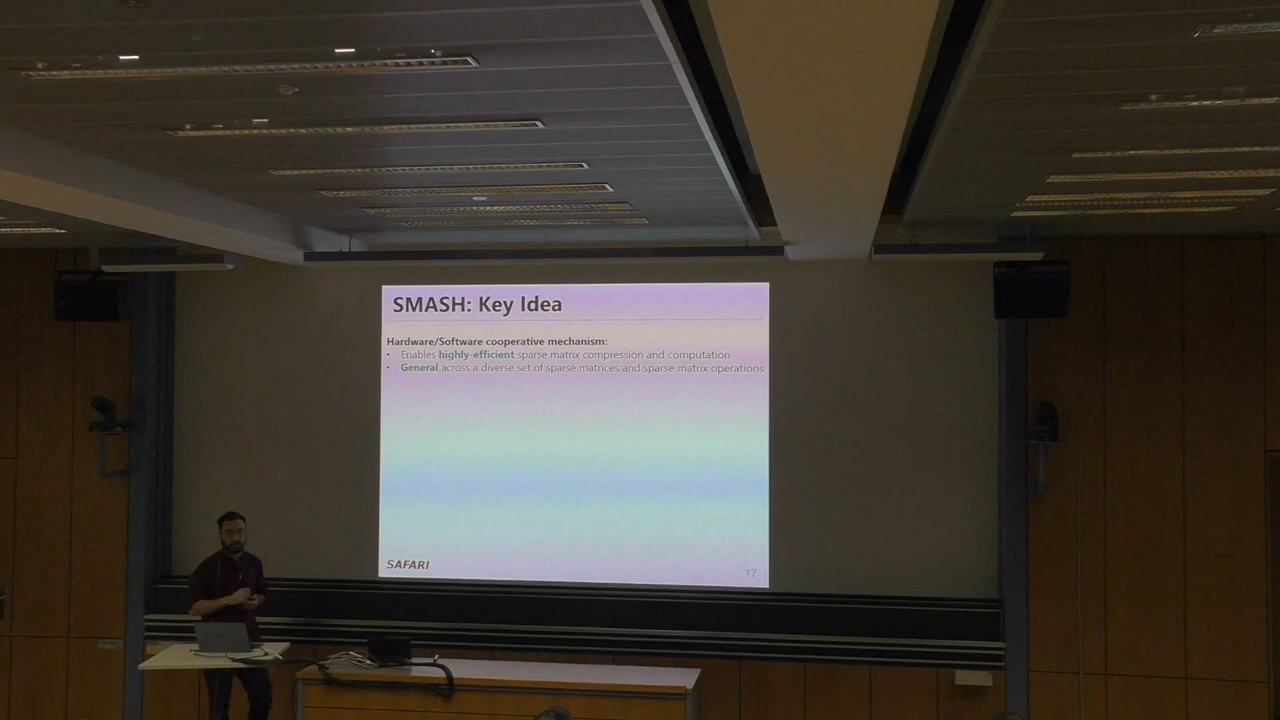 SMASH: Key Idea
Hardware/Software cooperative mechanism:
• Enables highly-efficient sparse matrix compression and computation
• General across a diverse set of sparse matrices and sparse matrix operations
SAFARI
17